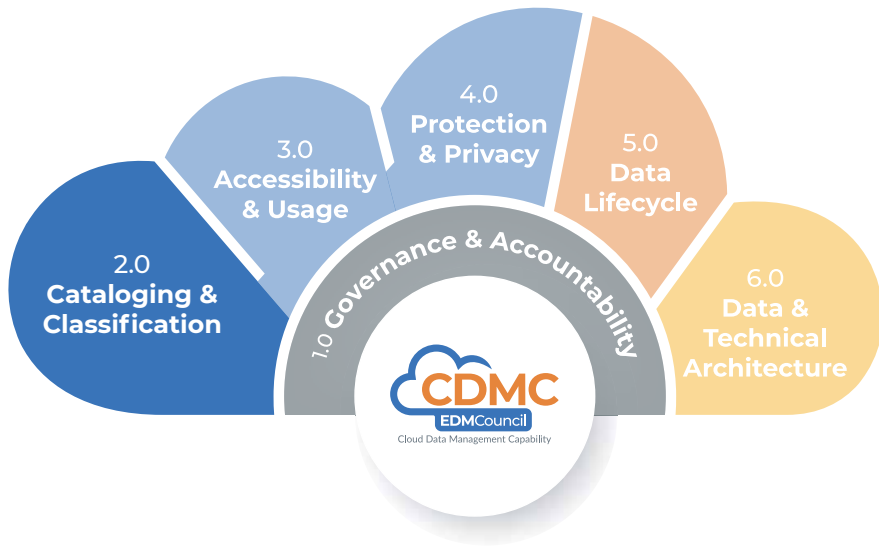 4.0
Protection
& Privacy
5.0
Data
Lifecycle
3.0
Accessibility
& Usage
2.0
Cataloging &
Classification
1.0 Governance & Accountability
6.0
Data &
Technical
Architecture
CDMC
EDMCouncil
Cloud Data Management Capability